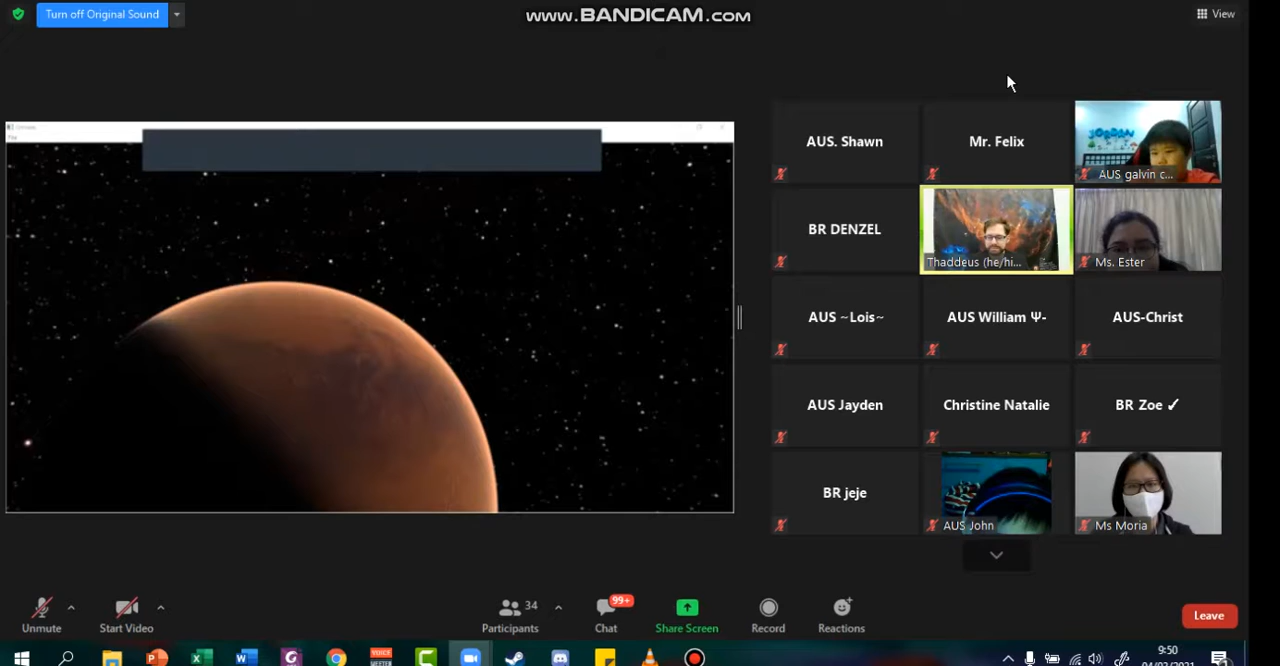 Turn off Original Sound
WWW.BANDICAM.COM
View
AUS. Shawn
Mr. Felix
JORDAN
AUS galvin c...
BR DENZEL
Thaddeus (he/hi...
Ms. Ester
AUS ~Lois~
AUS William Ψ-
AUS-Christ
AUS Jayden
Christine Natalie
BR Zoe ✓
BR jeje
AUS John
Ms Moria
Unmute
Start Video
34
Participants
99+
Chat
Share Screen
Record
Reactions
Leave
VOICE
9:50